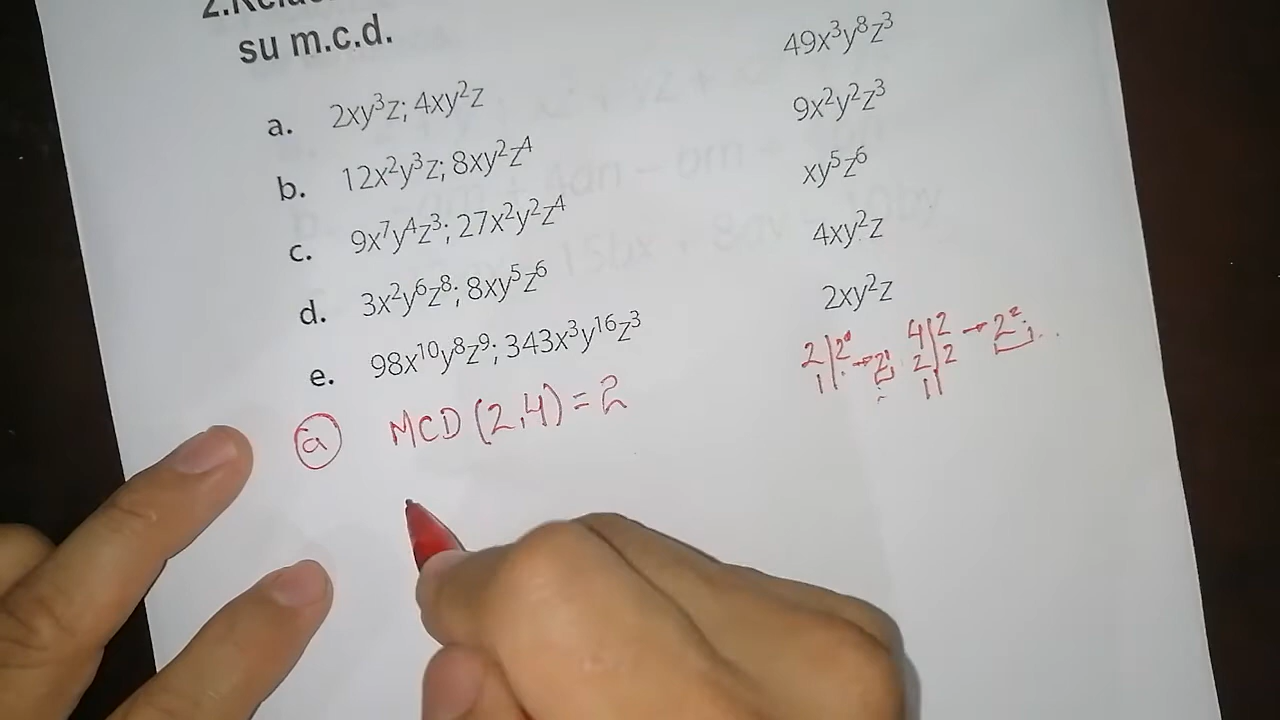 su m.c.d.
a. 2xy³z; 4xy²z
b. 12x²y³z; 8xy²z⁴
c. 9x⁷y⁴z³; 27x²y²z⁴
d. 3x²y⁶z⁸; 8xy⁵z⁶
e. 98x¹⁰y⁸z⁹; 343x³y¹⁶z³
49x³y⁸z³
9x²y²z³
xy⁵z⁶
4xy²z
2xy²z
a MCD (2,4) = 2